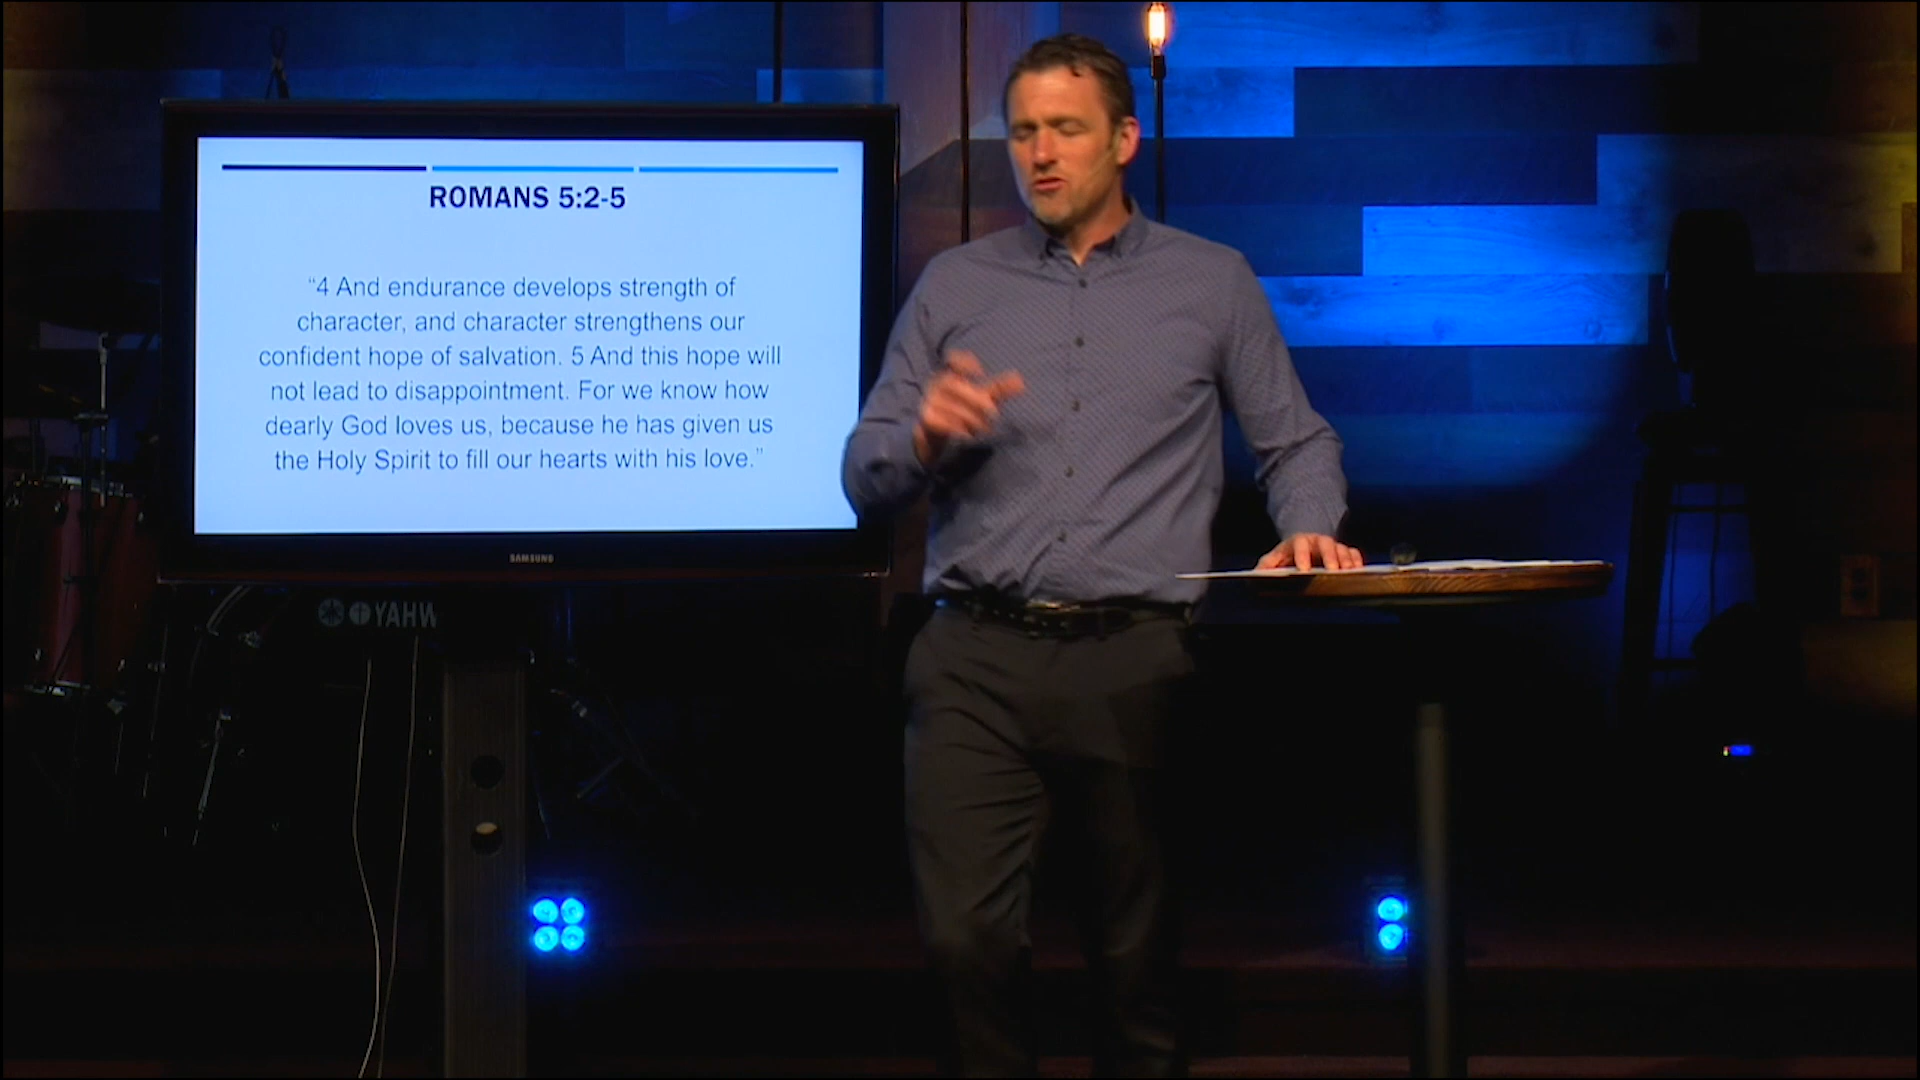 ROMANS 5:2-5
“4 And endurance develops strength of
character, and character strengthens our
confident hope of salvation. 5 And this hope will
not lead to disappointment. For we know how
dearly God loves us, because he has given us
the Holy Spirit to fill our hearts with his love.”
SAMSUNG
YAHW